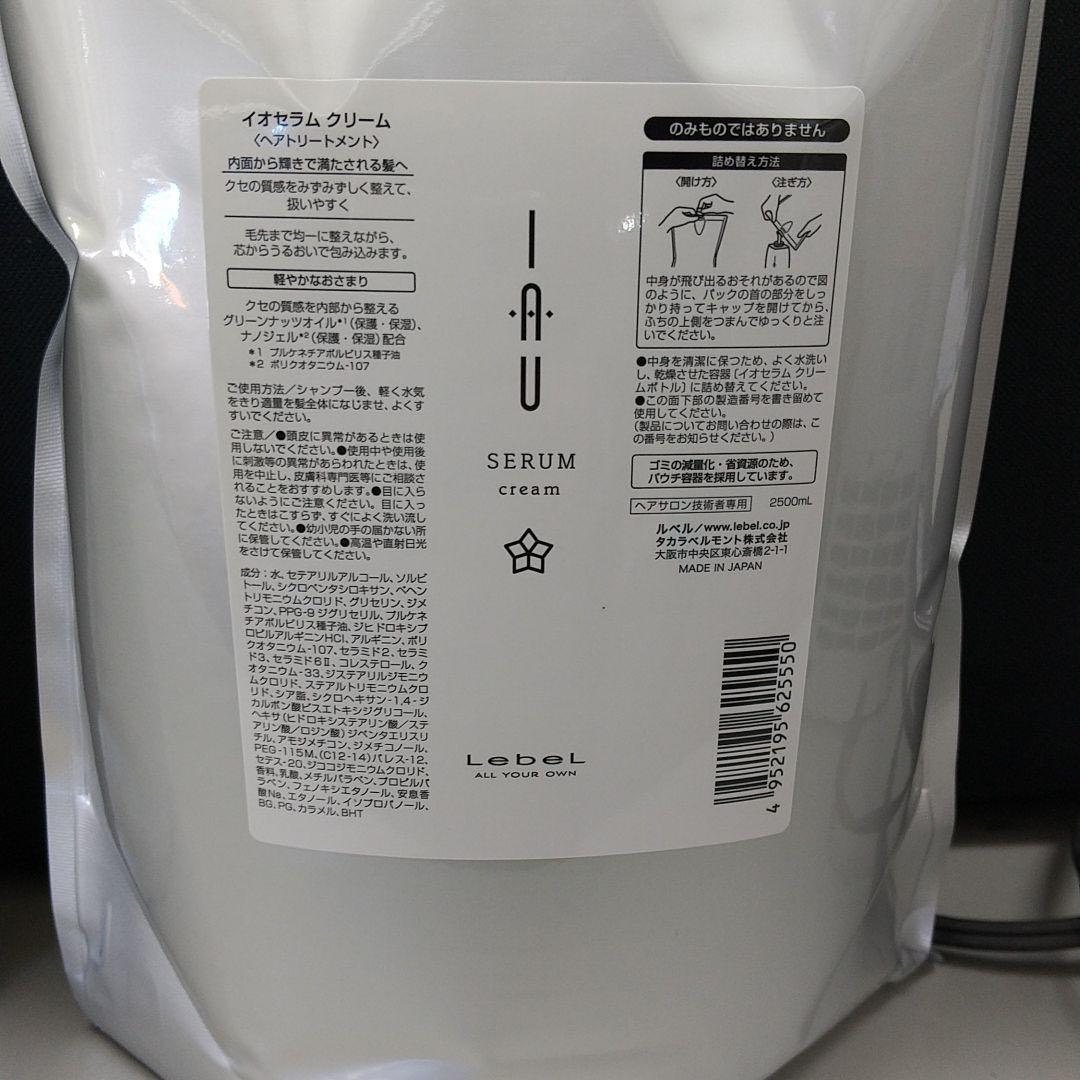 イオセラム クリーム
〈ヘアトリートメント〉
内面から輝きで満たされる髪へ
クセの質感をみずみずしく整えて、
扱いやすく
毛先まで均一に整えながら、
芯からうるおいで包み込みます。
軽やかなおさまり
クセの質感を内部から整える
グリーンナッツオイル*1（保護・保湿）、
ナノジェル*2（保護・保湿）配合
*1 プルケネチアボルビリス種子油
*2 ポリクオタニウム-107
ご使用方法／シャンプー後、軽く水気
をきり適量を髪全体になじませ、よくす
すいでください。
ご注意／●頭皮に異常があるときは使
用しないでください。●使用中や使用後
に刺激等の異常があらわれたときは、使
用を中止し、皮膚科専門医等にご相談さ
れることをおすすめします。●目に入ら
ないようにご注意ください。目に入っ
たときはこすらず、すぐによく洗い流し
てください。●幼小児の手の届かない所
に保管してください。●高温や直射日光
をさけて保管してください。
成分：水、セテアリルアルコール、ソルビ
トール、シクロペンタシロキサン、ベヘン
トリモニウムクロリド、グリセリン、ジメ
チコン、PPG-9ジグリセリル、プルケネ
チアボルビリス種子油、ジヒドロキシプ
ロピルアルギニンHCl、アルギニン、ポリ
クオタニウム-107、セラミド2、セラミ
ド3、セラミド6Ⅱ、コレステロール、ク
オタニウム-33、ジステアリルジモニウ
ムクロリド、ステアルトリモニウムクロ
リド、シア脂、シクロヘキサン-1,4-ジ
カルボン酸ビスエトキシジグリコール、
ヘキサ（ヒドロキシステアリン酸／ステ
アリン酸／ロジン酸）ジペンタエリスリ
チル、アモジメチコン、ジメチコノール、
PEG-115M、(C12-14)パレス-12、
セテス-20、ジココジモニウムクロリド、
香料、乳酸、メチルパラベン、プロピルパ
ラベン、フェノキシエタノール、安息香
酸Na、エタノール、イソプロパノール、
BG、PG、カラメル、BHT
IAU
SERUM
cream
LebeL
ALL YOUR OWN
のみものではありません
詰め替え方法
〈開け方〉 〈注ぎ方〉
中身が飛び出るおそれがあるので図
のように、パックの首の部分をしっ
かり持ってキャップを開けてから、
ふちの上側をつまんでゆっくりと注
いでください。
●中身を清潔に保つため、よく水洗い
し、乾燥させた容器［イオセラム クリー
ムボトル］に詰め替えてください。
●この面下部の製造番号を書き留めて
使用してください。
（製品についてお問い合わせの際は、こ
の番号をお知らせください。）
ゴミの減量化・省資源のため、
パウチ容器を採用しています。
ヘアサロン技術者専用 2500mL
ルベル／www.lebel.co.jp
タカラベルモント株式会社
大阪市中央区東心斎橋2-1-1
MADE IN JAPAN
4 952195 625550